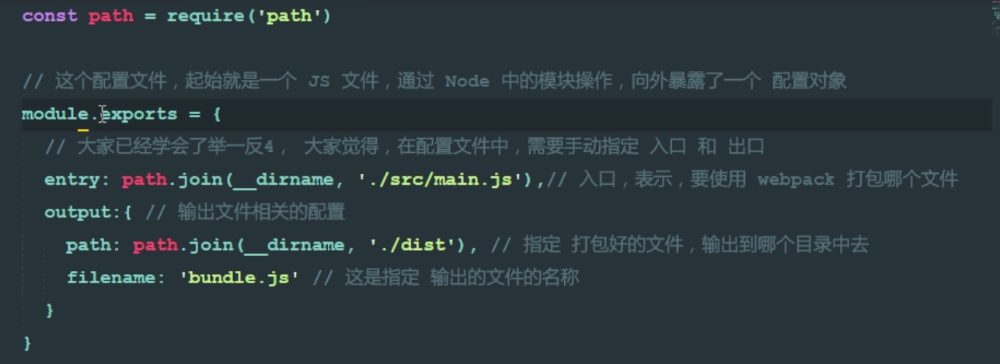 const path = require('path')
// 这个配置文件，起始就是一个 JS 文件，通过 Node 中的模块操作，向外暴露了一个 配置对象
module.exports = {
// 大家已经学会了举一反4， 大家觉得，在配置文件中，需要手动指定 入口 和 出口
entry: path.join(__dirname, './src/main.js'),// 入口，表示，要使用 webpack 打包哪个文件
output:{ // 输出文件相关的配置
path: path.join(__dirname, './dist'), // 指定 打包好的文件，输出到哪个目录中去
filename: 'bundle.js' // 这是指定 输出的文件的名称
}
}